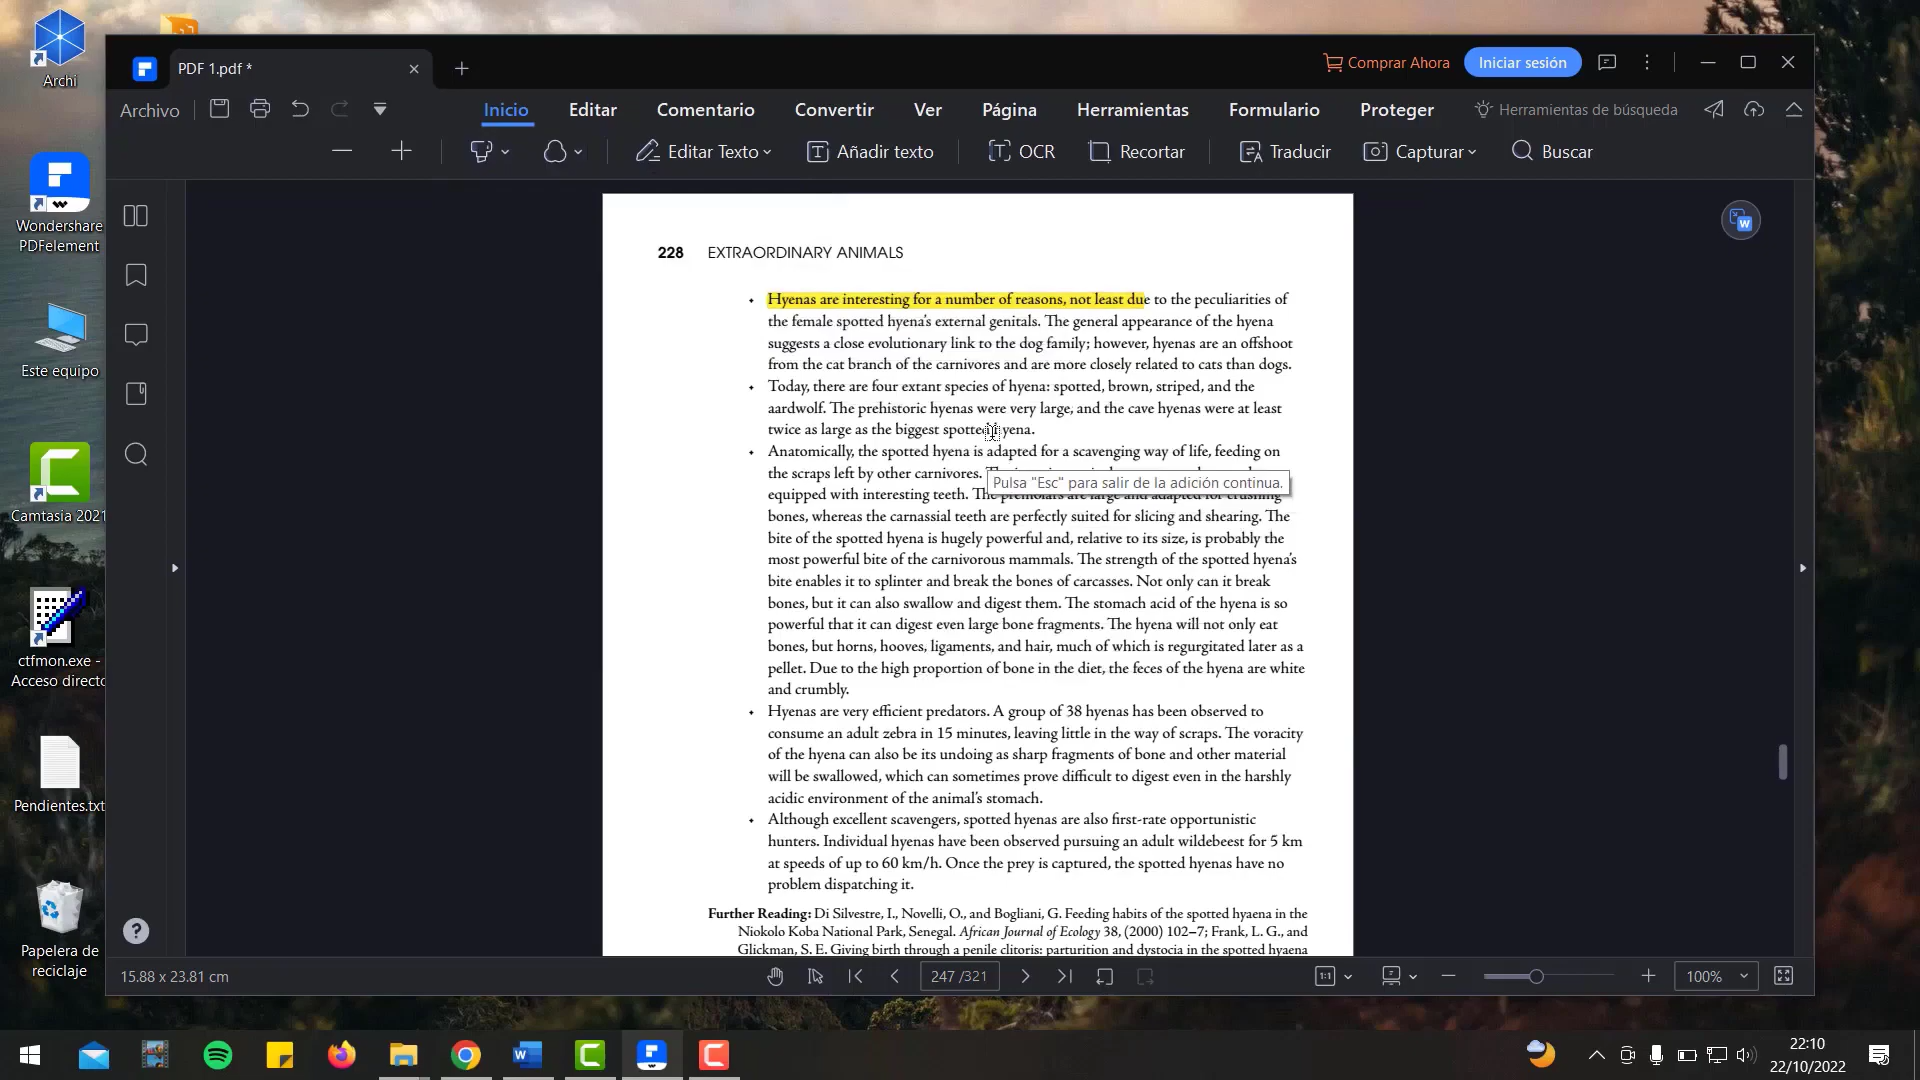 Archi
PDF 1.pdf *
Comprar Ahora
Iniciar sesión
Archivo
Inicio
Editar
Comentario
Convertir
Ver
Página
Herramientas
Formulario
Proteger
Herramientas de búsqueda
Editar Texto
Añadir texto
OCR
Recortar
Traducir
Capturar
Buscar
Wondershare
PDFelement
Este equipo
Camtasia 2021
ctfmon.exe -
Acceso directo
Pendientes.txt
Papelera de
reciclaje
228 EXTRAORDINARY ANIMALS
• Hyenas are interesting for a number of reasons, not least due to the peculiarities of
the female spotted hyena’s external genitals. The general appearance of the hyena
suggests a close evolutionary link to the dog family; however, hyenas are an offshoot
from the cat branch of the carnivores and are more closely related to cats than dogs.
• Today, there are four extant species of hyena: spotted, brown, striped, and the
aardwolf. The prehistoric hyenas were very large, and the cave hyenas were at least
twice as large as the biggest spotted hyena.
• Anatomically, the spotted hyena is adapted for a scavenging way of life, feeding on
the scraps left by other carnivores.
Pulsa "Esc" para salir de la adición continua.
equipped with interesting teeth. The premolars are large and adapted for crushing
bones, whereas the carnassial teeth are perfectly suited for slicing and shearing. The
bite of the spotted hyena is hugely powerful and, relative to its size, is probably the
most powerful bite of the carnivorous mammals. The strength of the spotted hyena’s
bite enables it to splinter and break the bones of carcasses. Not only can it break
bones, but it can also swallow and digest them. The stomach acid of the hyena is so
powerful that it can digest even large bone fragments. The hyena will not only eat
bones, but horns, hooves, ligaments, and hair, much of which is regurgitated later as a
pellet. Due to the high proportion of bone in the diet, the feces of the hyena are white
and crumbly.
• Hyenas are very efficient predators. A group of 38 hyenas has been observed to
consume an adult zebra in 15 minutes, leaving little in the way of scraps. The voracity
of the hyena can also be its undoing as sharp fragments of bone and other material
will be swallowed, which can sometimes prove difficult to digest even in the harshly
acidic environment of the animal’s stomach.
• Although excellent scavengers, spotted hyenas are also first-rate opportunistic
hunters. Individual hyenas have been observed pursuing an adult wildebeest for 5 km
at speeds of up to 60 km/h. Once the prey is captured, the spotted hyenas have no
problem dispatching it.
Further Reading: Di Silvestre, I., Novelli, O., and Bogliani, G. Feeding habits of the spotted hyaena in the
Niokolo Koba National Park, Senegal. African Journal of Ecology 38, (2000) 102–7; Frank, L. G., and
Glickman, S. E. Giving birth through a penile clitoris: parturition and dystocia in the spotted hyaena
15.88 x 23.81 cm
247 /321
1:1
100%
22:10
22/10/2022